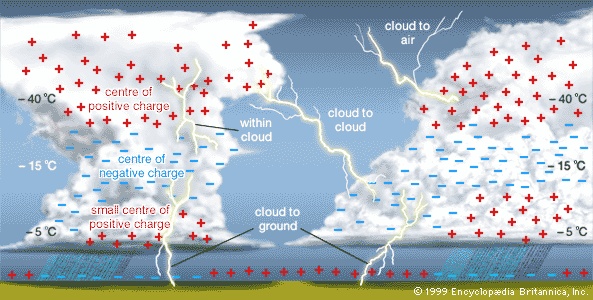 cloud to
air
centre of
positive charge
– 40 °C
– 40 °C
within
cloud
cloud to
cloud
centre of
negative charge
– 15 °C
– 15 °C
small centre of
positive charge
cloud to
ground
– 5 °C
– 5 °C
© 1999 Encyclopædia Britannica, Inc.